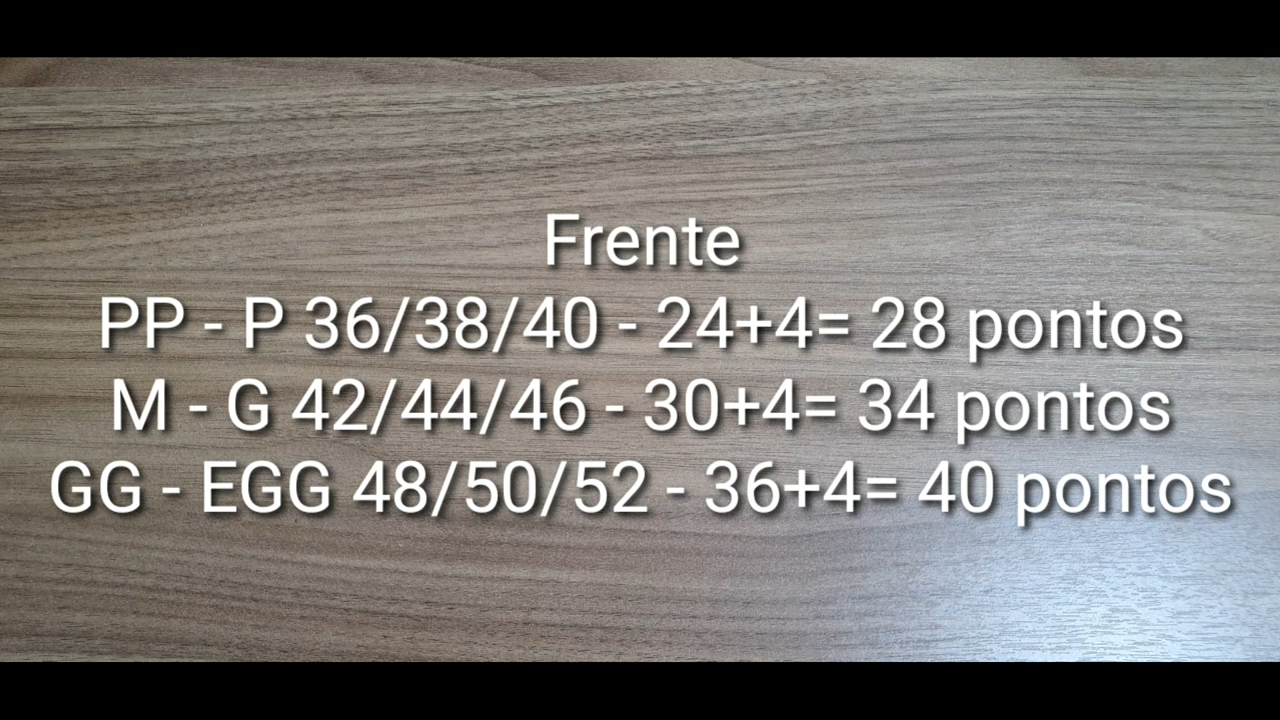 Frente
PP - P 36/38/40 - 24+4= 28 pontos
M - G 42/44/46 - 30+4= 34 pontos
GG - EGG 48/50/52 - 36+4= 40 pontos